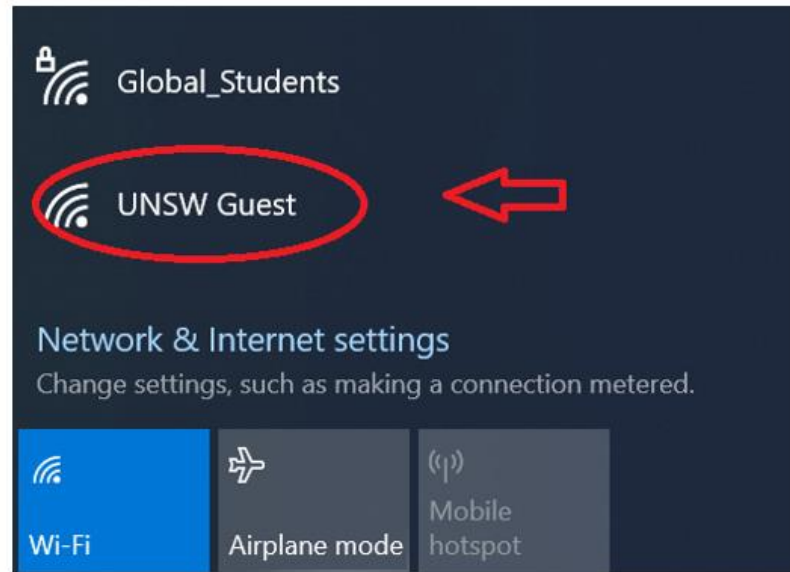 Global_Students
UNSW Guest
Network & Internet settings
Change settings, such as making a connection metered.
Wi-Fi
Airplane mode
Mobile
hotspot